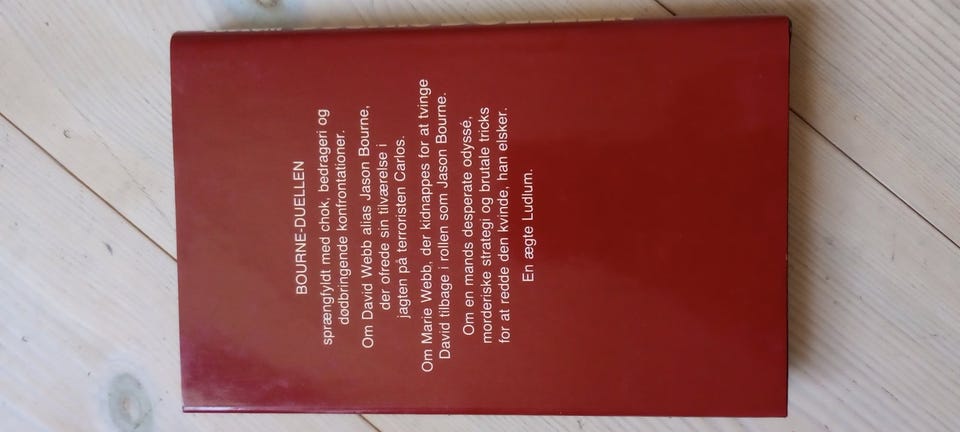 BOURNE-DUELLEN
sprængfyldt med chok, bedrageri og
dødbringende konfrontationer.
Om David Webb alias Jason Bourne,
der ofrede sin tilværelse i
jagten på terroristen Carlos.
Om Marie Webb, der kidnappes for at tvinge
David tilbage i rollen som Jason Bourne.
Om en mands desperate odyssé,
morderiske strategi og brutale tricks
for at redde den kvinde, han elsker.
En ægte Ludlum.